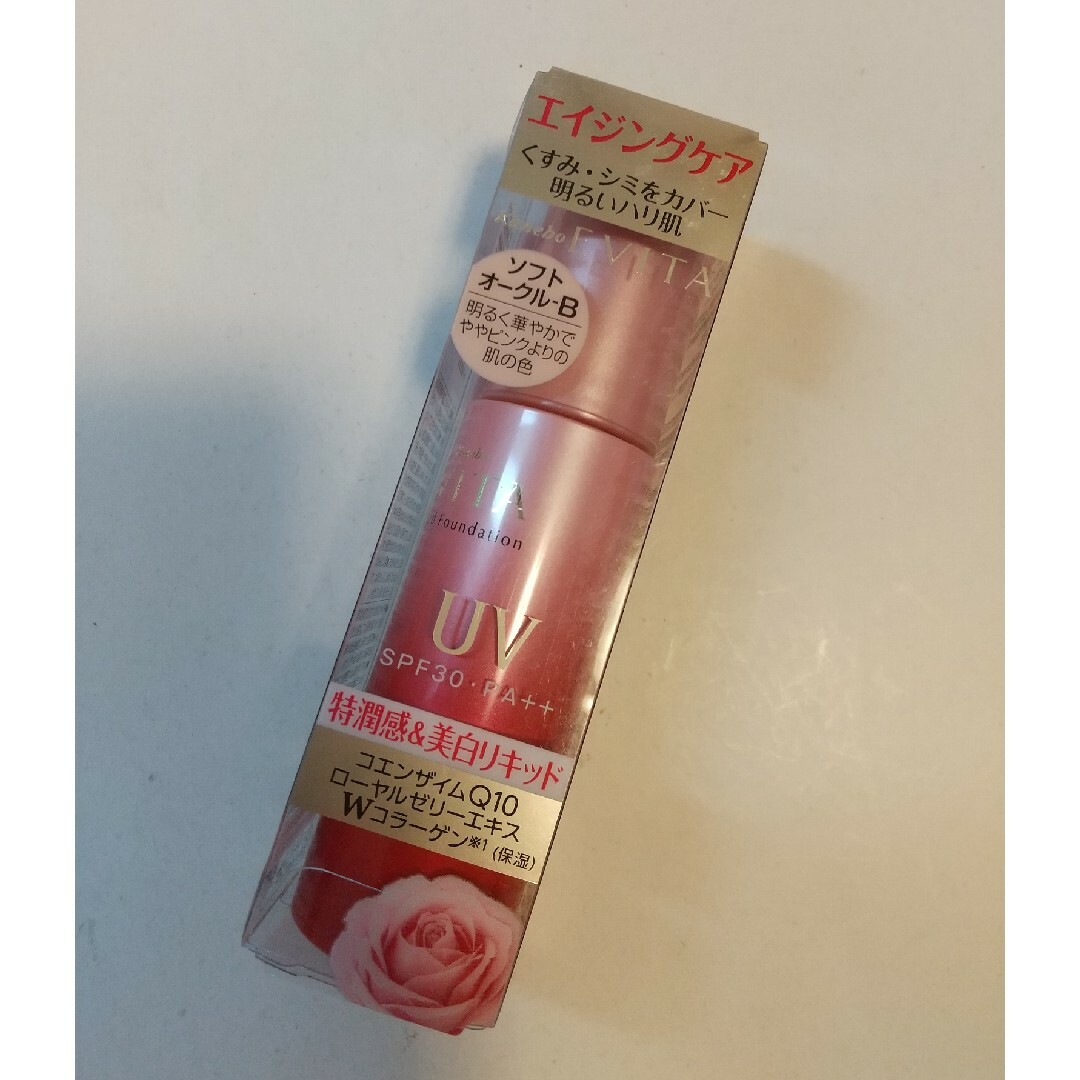 エイジングケア
くすみ・シミをカバー
明るいハリ肌
Kanebo EVITA
ソフト
オークル-B
明るく華やかで
ややピンクよりの
肌の色
VITA
Foundation
UV
SPF30・PA++
特潤感&美白リキッド
コエンザイムQ10
ローヤルゼリーエキス
Wコラーゲン※1 (保湿)